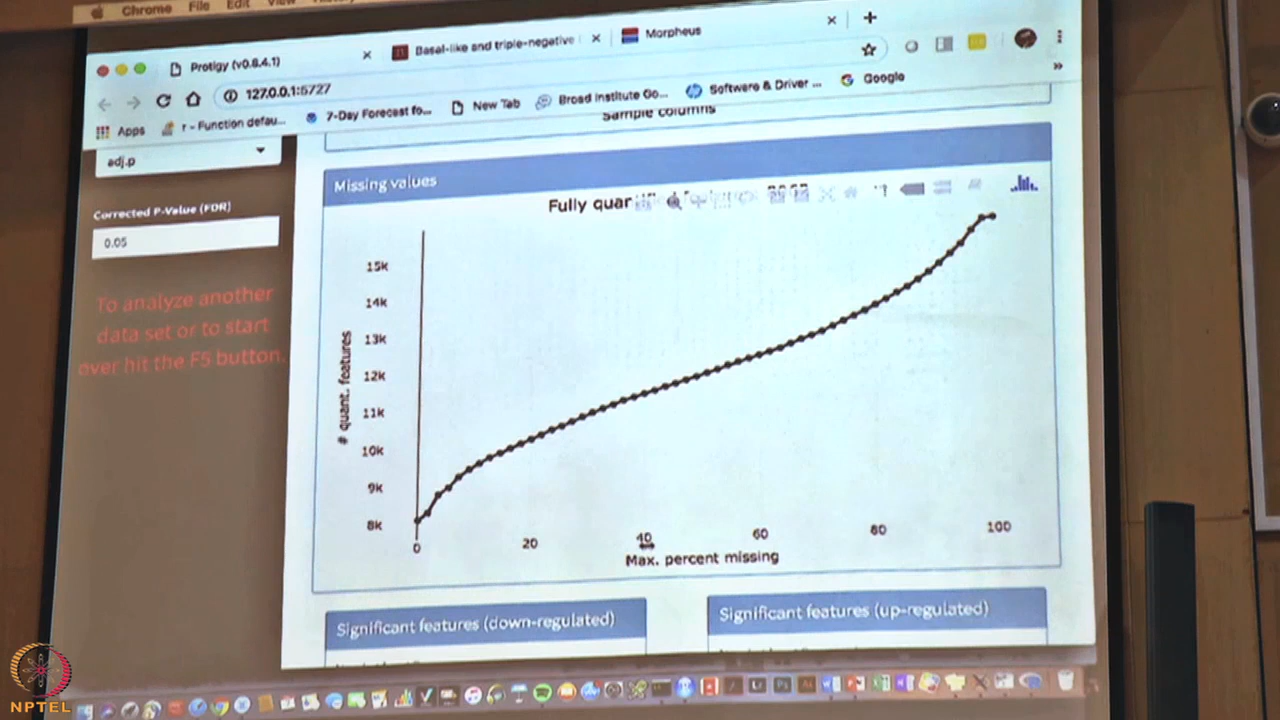 Chrome File Edit View
Protigy (v0.8.4.1)
Basal-like and triple-negative
Morpheus
127.0.0.1:5727
Apps
r - Function defau...
7-Day Forecast fo...
New Tab
Broad Institute Go...
Software & Driver ...
Google
Sample columns
adj.p
Corrected P-Value (FDR)
0.05
To analyze another
data set or to start
over hit the F5 button.
Missing values
Fully quan
15k
14k
13k
12k
11k
10k
9k
8k
# quant. features
0 20 40 60 80 100
Max. percent missing
Significant features (down-regulated)
Significant features (up-regulated)
NPTEL